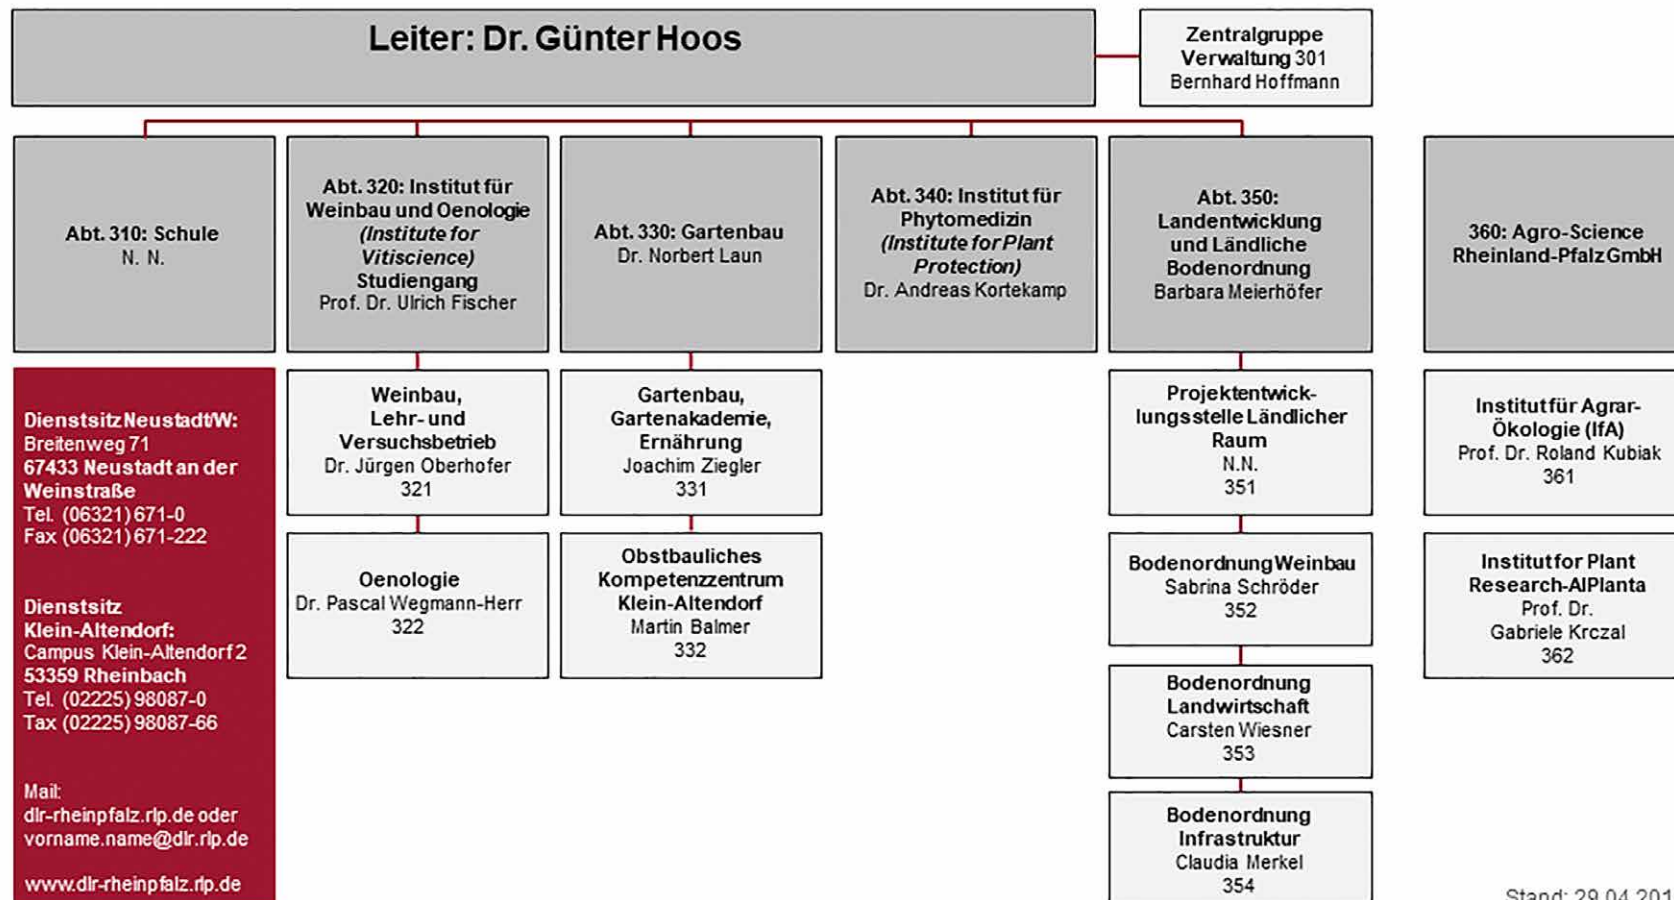 Leiter: Dr. Günter Hoos
Zentralgruppe
Verwaltung 301
Bernhard Hoffmann
Abt. 310: Schule
N. N.
Abt. 320: Institut für
Weinbau und Oenologie
(Institute for
Vitiscience)
Studiengang
Prof. Dr. Ulrich Fischer
Abt. 330: Gartenbau
Dr. Norbert Laun
Abt. 340: Institut für
Phytomedizin
(Institute for Plant
Protection)
Dr. Andreas Kortekamp
Abt. 350:
Landentwicklung
und Ländliche
Bodenordnung
Barbara Meierhöfer
360: Agro-Science
Rheinland-Pfalz GmbH
Dienstsitz Neustadt/W:
Breitenweg 71
67433 Neustadt an der
Weinstraße
Tel. (06321) 671-0
Fax (06321) 671-222
Dienstsitz
Klein-Altendorf:
Campus Klein-Altendorf 2
53359 Rheinbach
Tel. (02225) 98087-0
Tax (02225) 98087-66
Mail:
dlr-rheinpfalz.rlp.de oder
vorname.name@dlr.rlp.de
www.dlr-rheinpfalz.rlp.de
Weinbau,
Lehr- und
Versuchsbetrieb
Dr. Jürgen Oberhofer
321
Oenologie
Dr. Pascal Wegmann-Herr
322
Gartenbau,
Gartenakademie,
Ernährung
Joachim Ziegler
331
Obstbauliches
Kompetenzzentrum
Klein-Altendorf
Martin Balmer
332
Projektentwick-
lungsstelle Ländlicher
Raum
N.N.
351
Bodenordnung Weinbau
Sabrina Schröder
352
Bodenordnung
Landwirtschaft
Carsten Wiesner
353
Bodenordnung
Infrastruktur
Claudia Merkel
354
Institut für Agrar-
Ökologie (IfA)
Prof. Dr. Roland Kubiak
361
Institut for Plant
Research-AlPlanta
Prof. Dr.
Gabriele Krczal
362
Stand: 29.04.201